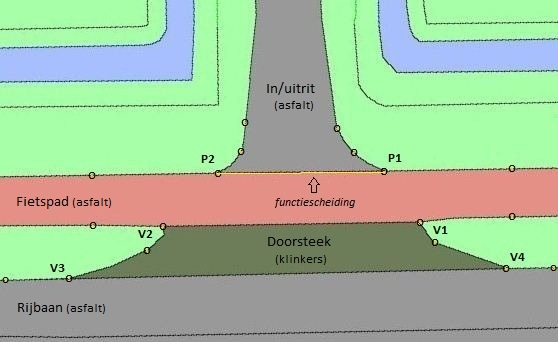 In/uitrit
(asfalt)
P2
P1
Fietspad (asfalt)
functiescheiding
V2
Doorsteek
(klinkers)
V1
V3
V4
Rijbaan (asfalt)